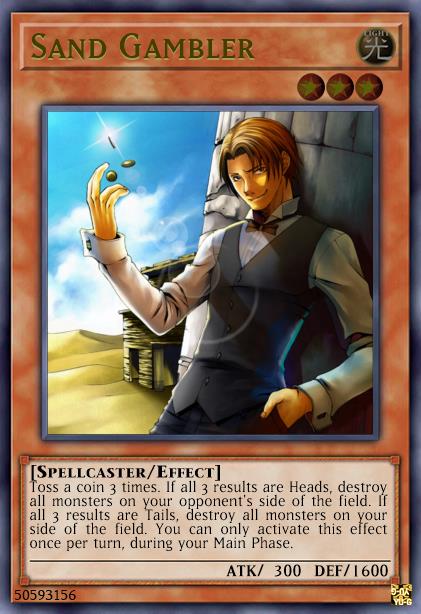 SAND GAMBLER
LIGHT
光
[SPELLCASTER/EFFECT]
Toss a coin 3 times. If all 3 results are Heads, destroy
all monsters on your opponent's side of the field. If
all 3 results are Tails, destroy all monsters on your
side of the field. You can only activate this effect
once per turn, during your Main Phase.
ATK/ 300 DEF/1600
50593156